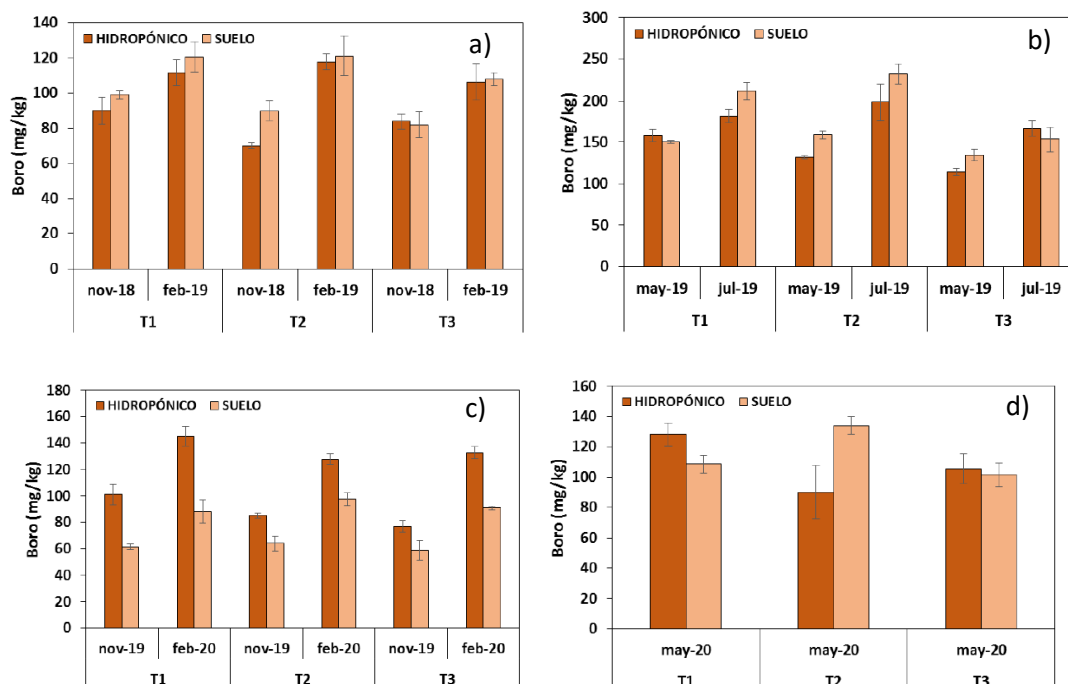 a)
HIDROPÓNICO SUELO
Boro (mg/kg)
140
120
100
80
60
40
20
0
nov-18 feb-19 nov-18 feb-19 nov-18 feb-19
T1 T2 T3
b)
HIDROPÓNICO SUELO
Boro (mg/kg)
300
250
200
150
100
50
0
may-19 jul-19 may-19 jul-19 may-19 jul-19
T1 T2 T3
c)
HIDROPÓNICO SUELO
Boro (mg/kg)
180
160
140
120
100
80
60
40
20
0
nov-19 feb-20 nov-19 feb-20 nov-19 feb-20
T1 T2 T3
d)
HIDROPÓNICO SUELO
Boro (mg/kg)
160
140
120
100
80
60
40
20
0
may-20 may-20 may-20
T1 T2 T3